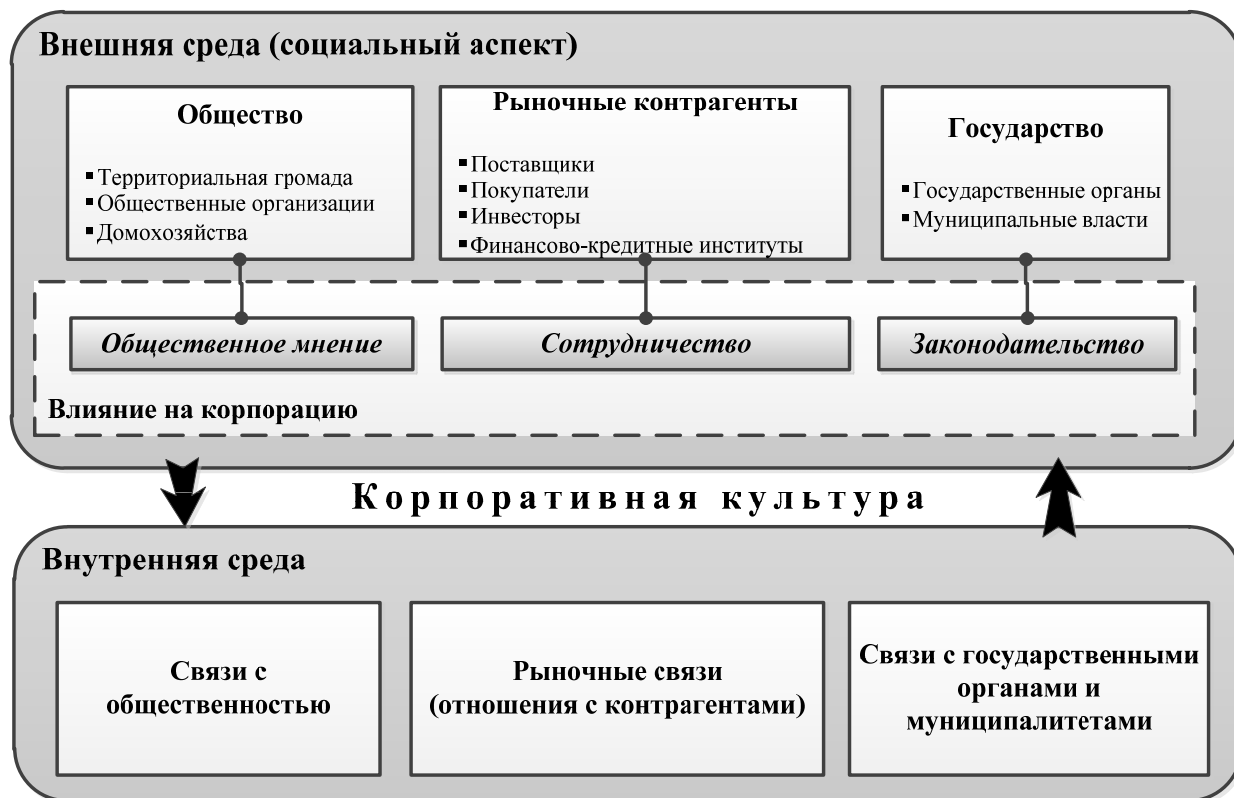 Внешняя среда (социальный аспект)
Общество
▪ Территориальная громада
▪ Общественные организации
▪ Домохозяйства
Рыночные контрагенты
▪ Поставщики
▪ Покупатели
▪ Инвесторы
▪ Финансово-кредитные институты
Государство
▪ Государственные органы
▪ Муниципальные власти
Общественное мнение
Сотрудничество
Законодательство
Влияние на корпорацию
Корпоративная культура
Внутренняя среда
Связи с
общественностью
Рыночные связи
(отношения с контрагентами)
Связи с государственными
органами и
муниципалитетами